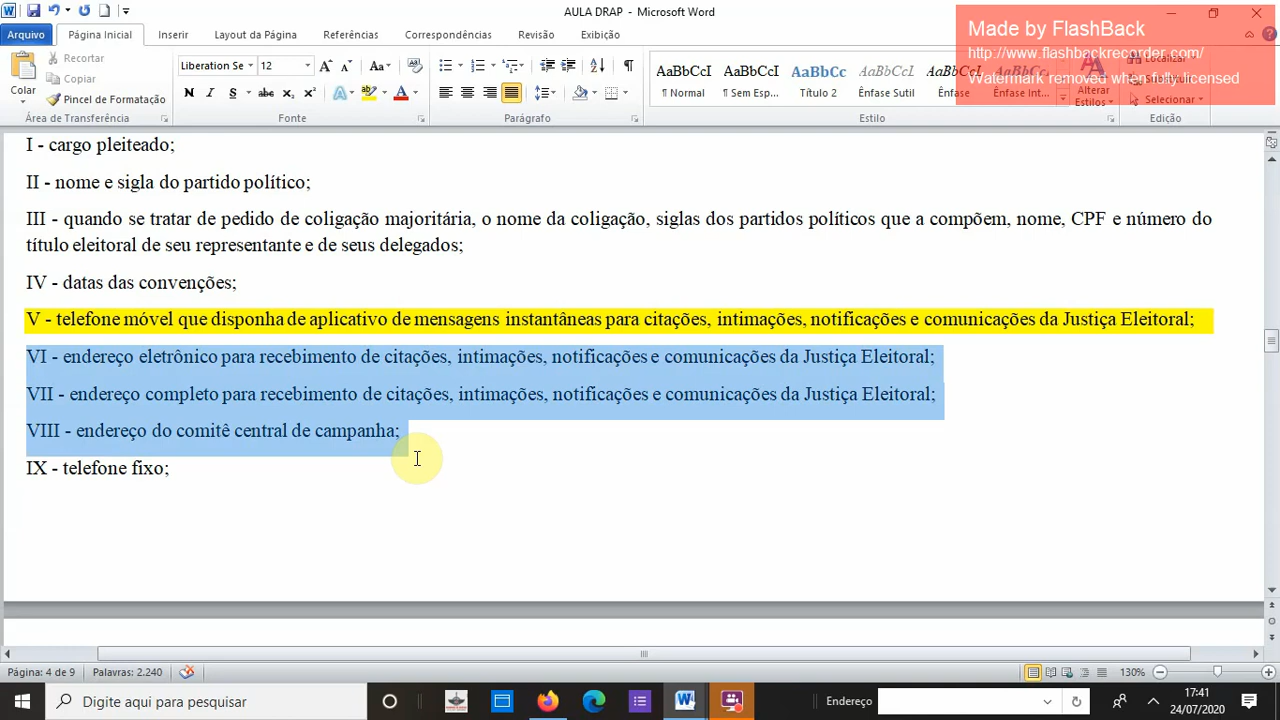 AULA DRAP - Microsoft Word
Made by FlashBack
http://www.flashbackrecorder.com/
Watermark removed when fully licensed
Arquivo Página Inicial Inserir Layout da Página Referências Correspondências Revisão Exibição
Colar
Recortar
Copiar
Pincel de Formatação
Área de Transferência
Liberation Se 12
N I S abc x₂ x² A
Fonte
Parágrafo
AaBbCcI AaBbCcI AaBbCcI AaBbCcI AaBbCcI AaBbCcI
¶ Normal ¶ Sem Esp... Título 2 Ênfase Sutil Ênfase Ênfase Int...
Estilo
Alterar Estilos
Localizar
Selecionar
Edição
I - cargo pleiteado;
II - nome e sigla do partido político;
III - quando se tratar de pedido de coligação majoritária, o nome da coligação, siglas dos partidos políticos que a compõem, nome, CPF e número do
título eleitoral de seu representante e de seus delegados;
IV - datas das convenções;
V - telefone móvel que disponha de aplicativo de mensagens instantâneas para citações, intimações, notificações e comunicações da Justiça Eleitoral;
VI - endereço eletrônico para recebimento de citações, intimações, notificações e comunicações da Justiça Eleitoral;
VII - endereço completo para recebimento de citações, intimações, notificações e comunicações da Justiça Eleitoral;
VIII - endereço do comitê central de campanha;
IX - telefone fixo;
Página: 4 de 9 Palavras: 2.240 130%
Digite aqui para pesquisar
Endereço
17:41
24/07/2020